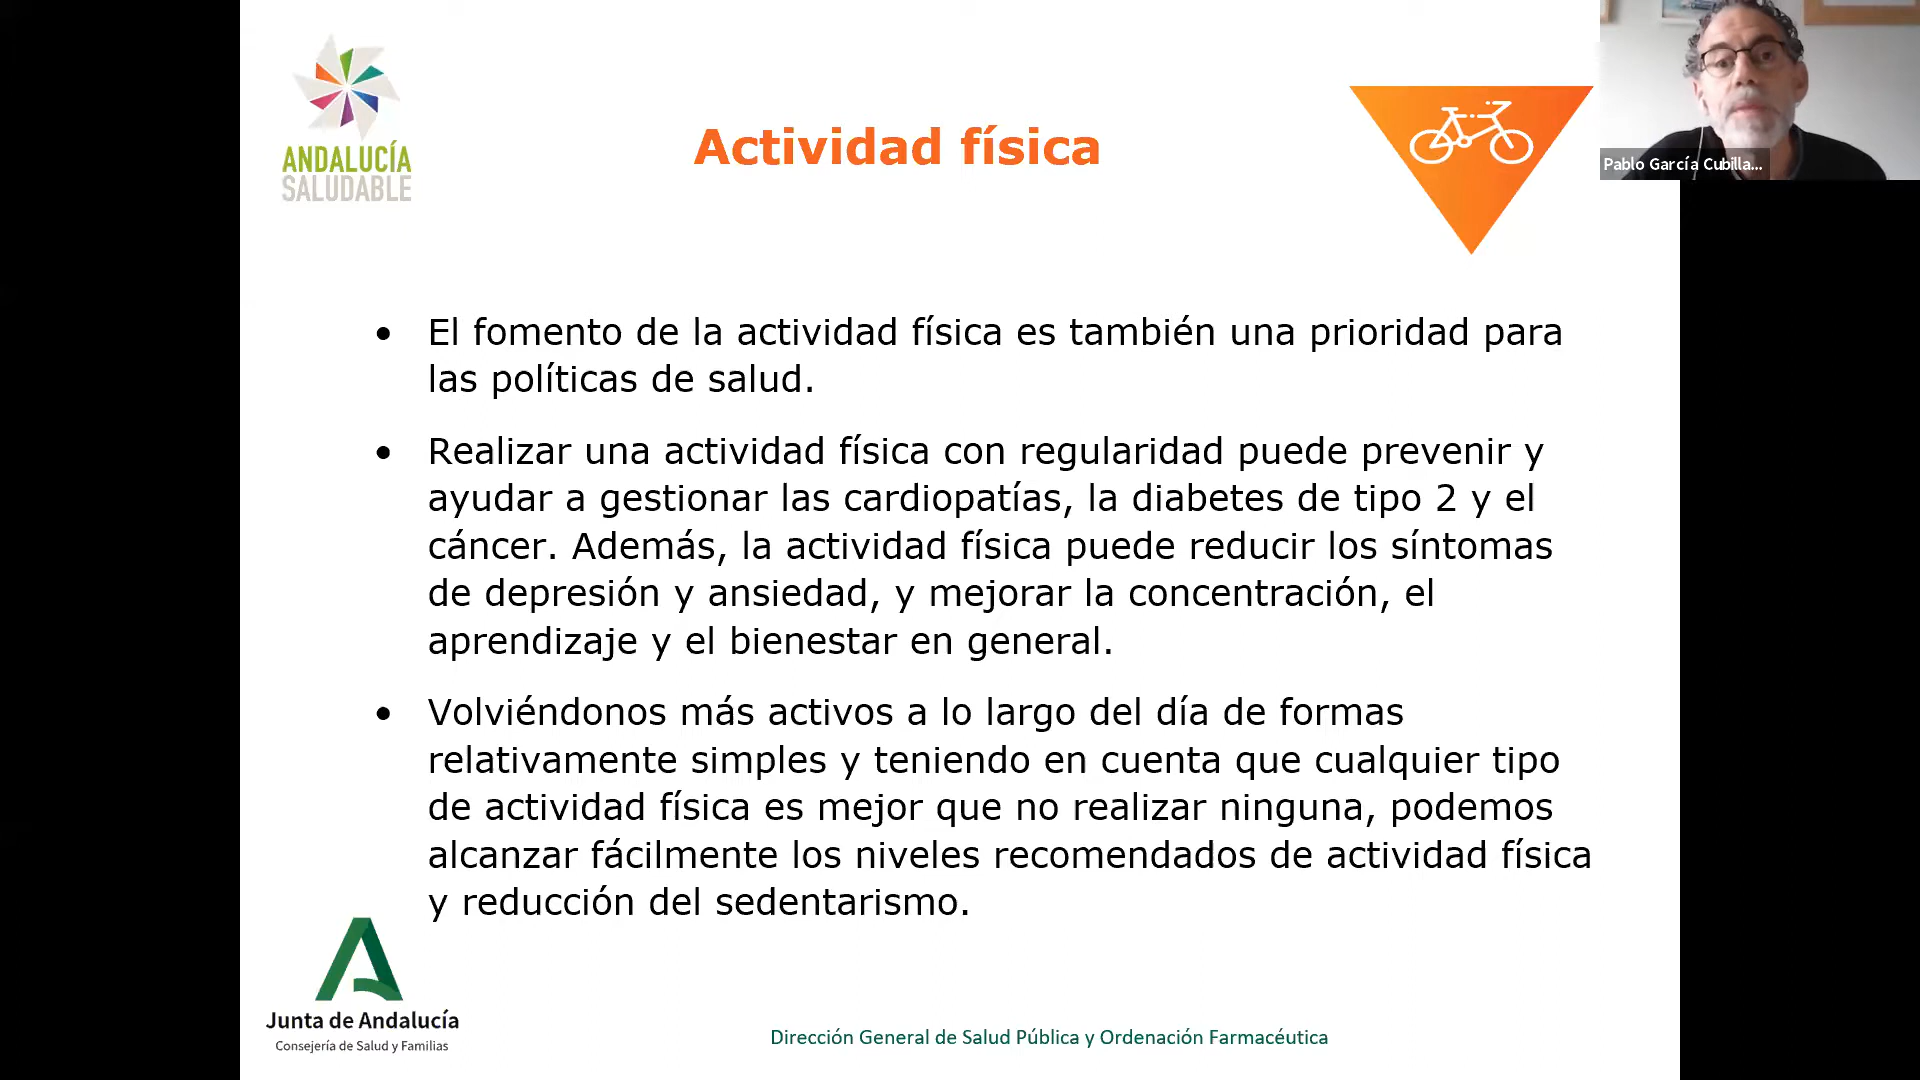 ANDALUCÍA
SALUDABLE
Actividad física
Pablo García Cubilla...
• El fomento de la actividad física es también una prioridad para
las políticas de salud.
• Realizar una actividad física con regularidad puede prevenir y
ayudar a gestionar las cardiopatías, la diabetes de tipo 2 y el
cáncer. Además, la actividad física puede reducir los síntomas
de depresión y ansiedad, y mejorar la concentración, el
aprendizaje y el bienestar en general.
• Volviéndonos más activos a lo largo del día de formas
relativamente simples y teniendo en cuenta que cualquier tipo
de actividad física es mejor que no realizar ninguna, podemos
alcanzar fácilmente los niveles recomendados de actividad física
y reducción del sedentarismo.
Junta de Andalucía
Consejería de Salud y Familias
Dirección General de Salud Pública y Ordenación Farmacéutica